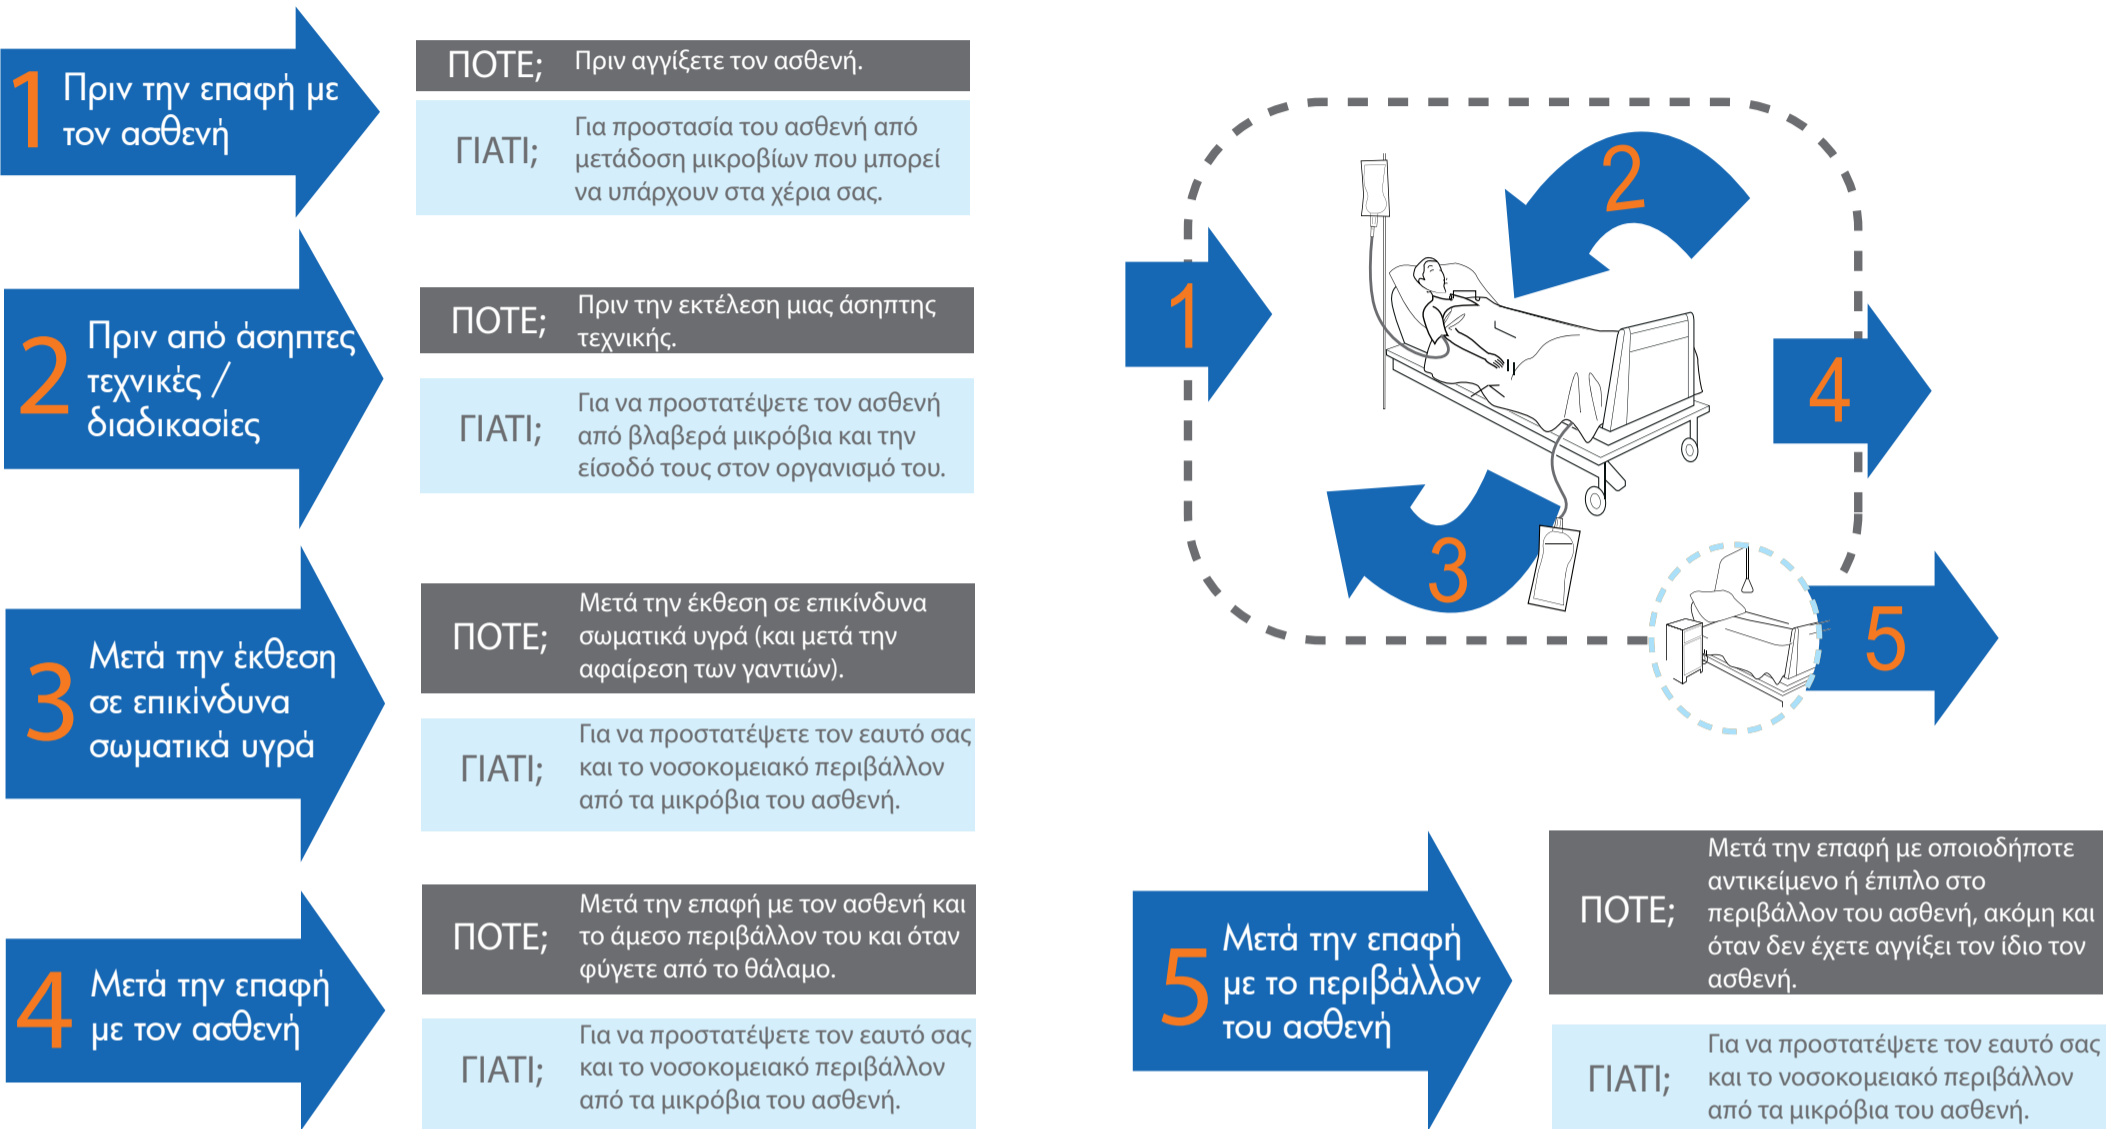 1
Πριν την επαφή με
τον ασθενή
ΠΟΤΕ;
Πριν αγγίξετε τον ασθενή.
ΓΙΑΤΙ;
Για προστασία του ασθενή από
μετάδοση μικροβίων που μπορεί
να υπάρχουν στα χέρια σας.
2
Πριν από άσηπτες
τεχνικές /
διαδικασίες
ΠΟΤΕ;
Πριν την εκτέλεση μιας άσηπτης
τεχνικής.
ΓΙΑΤΙ;
Για να προστατέψετε τον ασθενή
από βλαβερά μικρόβια και την
είσοδό τους στον οργανισμό του.
3
Μετά την έκθεση
σε επικίνδυνα
σωματικά υγρά
ΠΟΤΕ;
Μετά την έκθεση σε επικίνδυνα
σωματικά υγρά (και μετά την
αφαίρεση των γαντιών).
ΓΙΑΤΙ;
Για να προστατέψετε τον εαυτό σας
και το νοσοκομειακό περιβάλλον
από τα μικρόβια του ασθενή.
4
Μετά την επαφή
με τον ασθενή
ΠΟΤΕ;
Μετά την επαφή με τον ασθενή και
το άμεσο περιβάλλον του και όταν
φύγετε από το θάλαμο.
ΓΙΑΤΙ;
Για να προστατέψετε τον εαυτό σας
και το νοσοκομειακό περιβάλλον
από τα μικρόβια του ασθενή.
1
2
3
4
5
5
Μετά την επαφή
με το περιβάλλον
του ασθενή
ΠΟΤΕ;
Μετά την επαφή με οποιοδήποτε
αντικείμενο ή έπιπλο στο
περιβάλλον του ασθενή, ακόμη και
όταν δεν έχετε αγγίξει τον ίδιο τον
ασθενή.
ΓΙΑΤΙ;
Για να προστατέψετε τον εαυτό σας
και το νοσοκομειακό περιβάλλον
από τα μικρόβια του ασθενή.